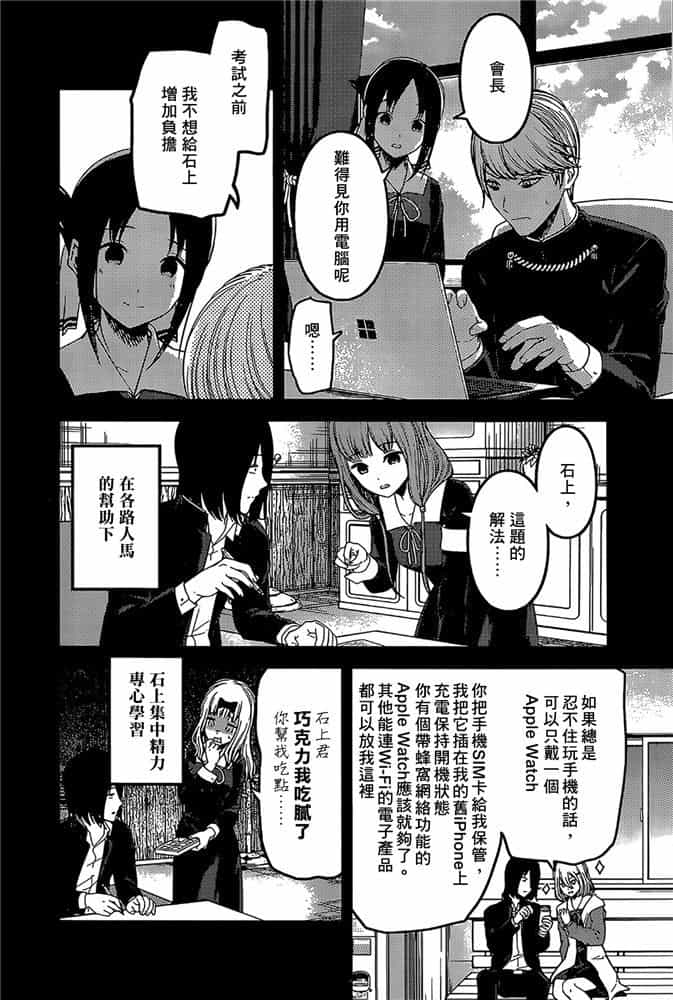 會長
難得見你用電腦呢
嗯……
考試之前
我不想給石上
增加負擔
石上，
這題的
解法……
在各路人馬
的幫助下
如果總是
忍不住玩手機的話，
可以只戴一個
Apple Watch
你把手機SIM卡給我保管，
我把它插在我的舊iPhone上
充電保持開機狀態
你有個帶蜂窩網絡功能的
Apple Watch應該就夠了。
其他能連Wi-Fi的電子產品
都可以放我這裡
石上君
巧克力我吃膩了
你幫我吃點……
石上集中精力
專心學習